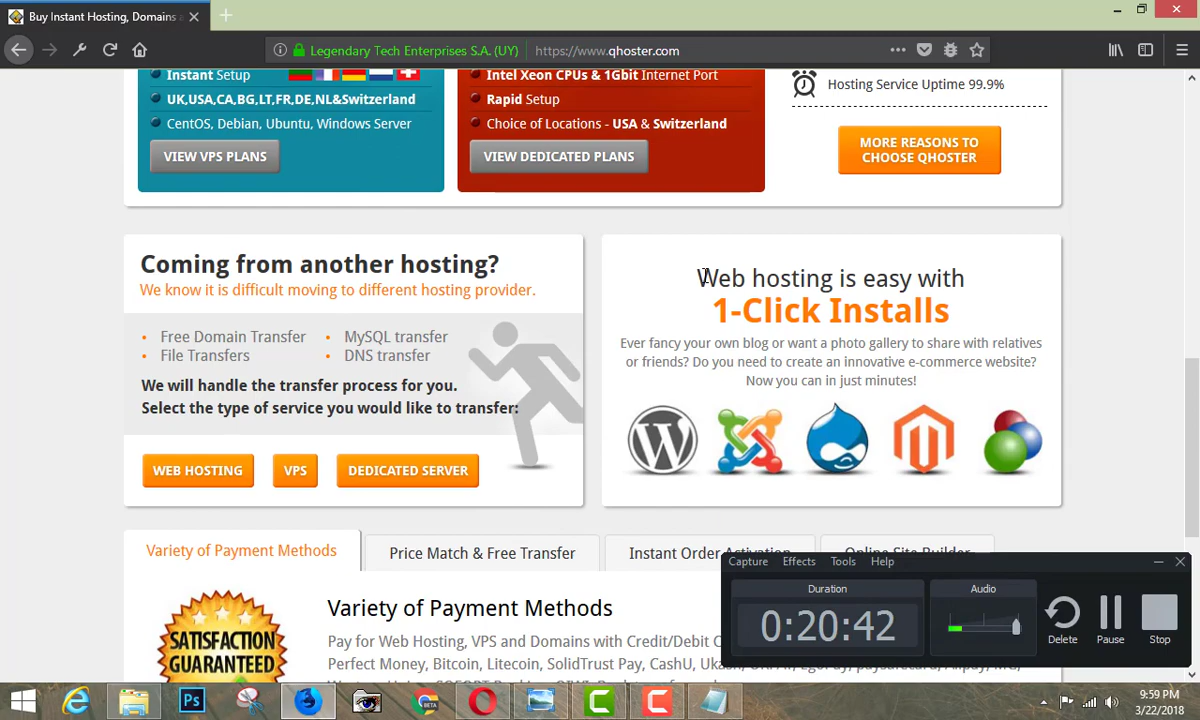 Buy Instant Hosting, Domains a
Legendary Tech Enterprises S.A. (UY)
https://www.qhoster.com
Instant Setup
UK,USA,CA,BG,LT,FR,DE,NL&Switzerland
CentOS, Debian, Ubuntu, Windows Server
VIEW VPS PLANS
Intel Xeon CPUs & 1Gbit Internet Port
Rapid Setup
Choice of Locations - USA & Switzerland
VIEW DEDICATED PLANS
Hosting Service Uptime 99.9%
MORE REASONS TO
CHOOSE QHOSTER
Coming from another hosting?
We know it is difficult moving to different hosting provider.
Free Domain Transfer
MySQL transfer
File Transfers
DNS transfer
We will handle the transfer process for you.
Select the type of service you would like to transfer:
WEB HOSTING
VPS
DEDICATED SERVER
Web hosting is easy with
1-Click Installs
Ever fancy your own blog or want a photo gallery to share with relatives
or friends? Do you need to create an innovative e-commerce website?
Now you can in just minutes!
Variety of Payment Methods
Price Match & Free Transfer
Instant Order Activation
Online Site Builder
SATISFACTION
GUARANTEED
Variety of Payment Methods
Pay for Web Hosting, VPS and Domains with Credit/Debit C
Perfect Money, Bitcoin, Litecoin, SolidTrust Pay, CashU, Ukash,
Capture
Effects
Tools
Help
Duration
0:20:42
Audio
Delete
Pause
Stop
Ps
BETA
9:59 PM
3/22/2018